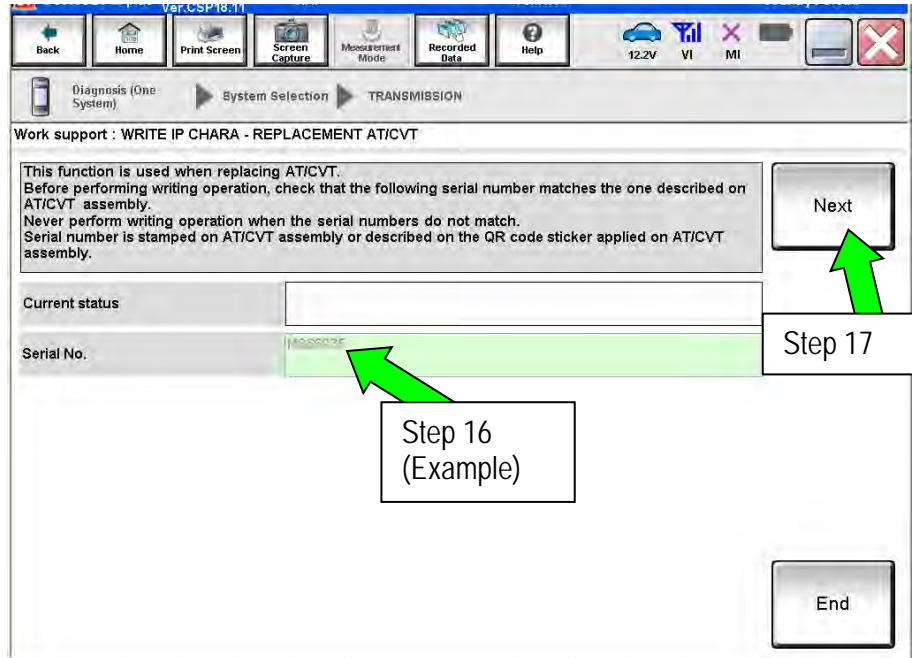 Ver.CSP18.11
Back
Home
Print Screen
Screen
Capture
Measurement
Mode
Recorded
Data
Help
12.2V
VI
MI
Diagnosis (One
System)
System Selection
TRANSMISSION
Work support : WRITE IP CHARA - REPLACEMENT AT/CVT
This function is used when replacing AT/CVT.
Before performing writing operation, check that the following serial number matches the one described on
AT/CVT assembly.
Never perform writing operation when the serial numbers do not match.
Serial number is stamped on AT/CVT assembly or described on the QR code sticker applied on AT/CVT
assembly.
Next
Current status
Serial No.
Step 17
Step 16
(Example)
End